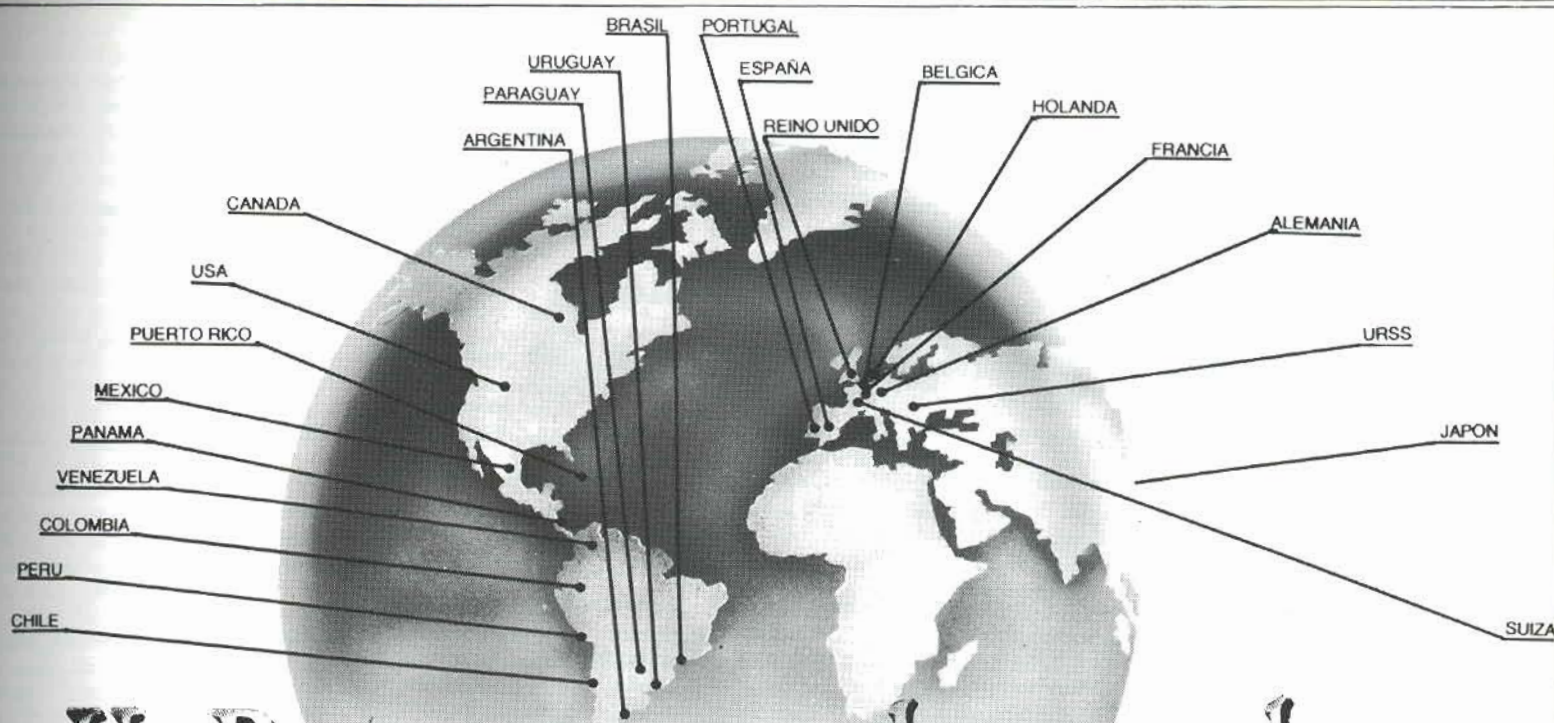 BRASIL
PORTUGAL
URUGUAY
ESPAÑA
BELGICA
PARAGUAY
HOLANDA
ARGENTINA
REINO UNIDO
FRANCIA
CANADA
ALEMANIA
USA
PUERTO RICO
URSS
MEXICO
PANAMA
JAPON
VENEZUELA
COLOMBIA
PERU
CHILE
SUIZA